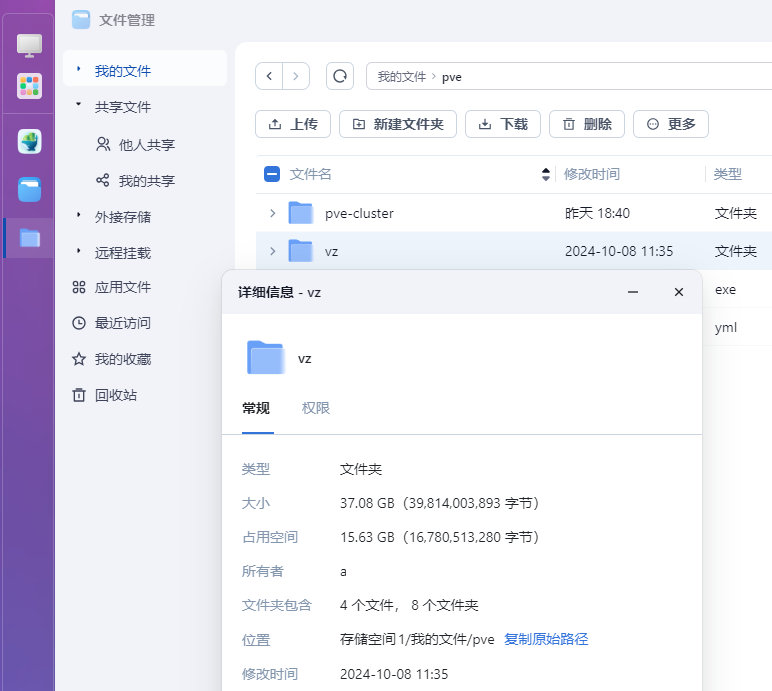 文件管理
我的文件
共享文件
他人共享
我的共享
外接存储
远程挂载
应用文件
最近访问
我的收藏
回收站
我的文件 > pve
上传 新建文件夹 下载 删除 更多
文件名 修改时间 类型
pve-cluster 昨天 18:40 文件夹
vz 2024-10-08 11:35 文件夹
exe
yml
详细信息 - vz
vz
常规 权限
类型 文件夹
大小 37.08 GB（39,814,003,893 字节）
占用空间 15.63 GB（16,780,513,280 字节）
所有者 a
文件夹包含 4 个文件， 8 个文件夹
位置 存储空间 1/我的文件/pve 复制原始路径
修改时间 2024-10-08 11:35